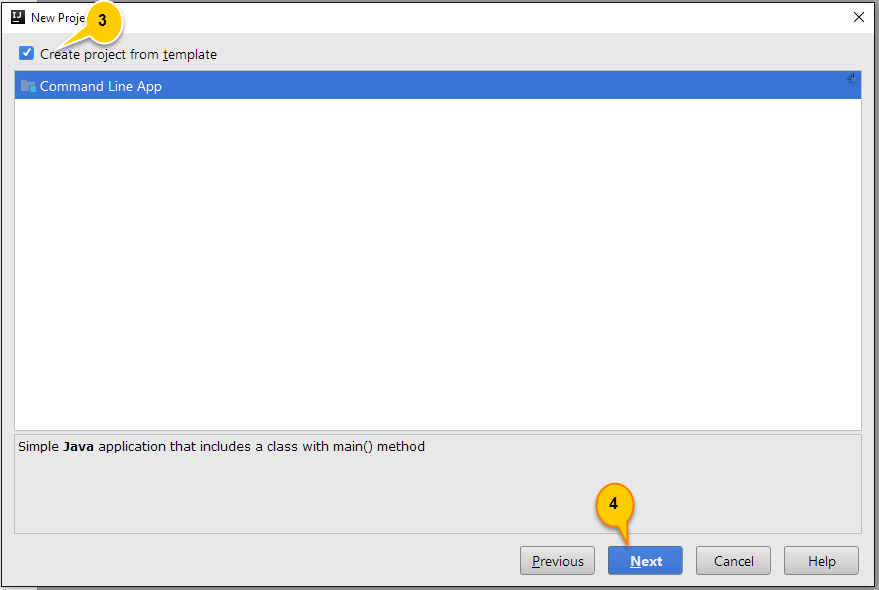 IJ New Proje
3
Create project from template
Command Line App
Simple Java application that includes a class with main() method
4
Previous Next Cancel Help